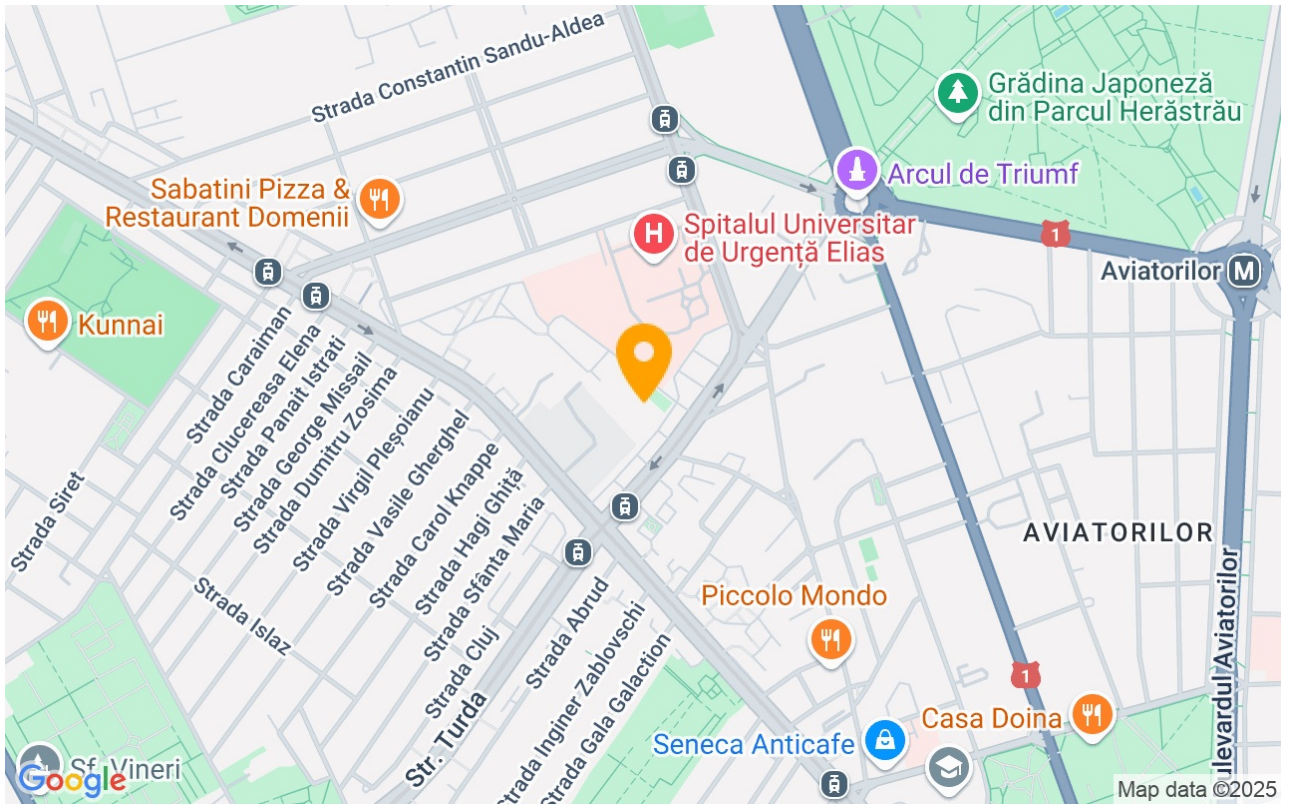 Strada Constantin Sandu-Aldea
Grădina Japoneză
din Parcul Herăstrău
Sabatini Pizza &
Restaurant Domenii
Arcul de Triumf
H
Spitalul Universitar
de Urgență Elias
1
Aviatorilor
M
Kunnai
Strada Caraiman
Strada Clucereasa Elena
Strada Panait Istrati
Strada George Missail
Strada Dumitru Zosima
Strada Virgil Pleșoianu
Strada Vasile Gherghel
Strada Carol Knappe
Strada Hagi Ghiță
Strada Sfânta Maria
Strada Cluj
Str. Turda
Strada Abrud
Strada Inginer Zablovschi
Strada Gala Galaction
Strada Siret
Strada Islaz
AVIATORILOR
ulevardul Aviatorilor
Piccolo Mondo
1
Casa Doina
Seneca Anticafe
Sf. Vineri
Google
Map data ©2025